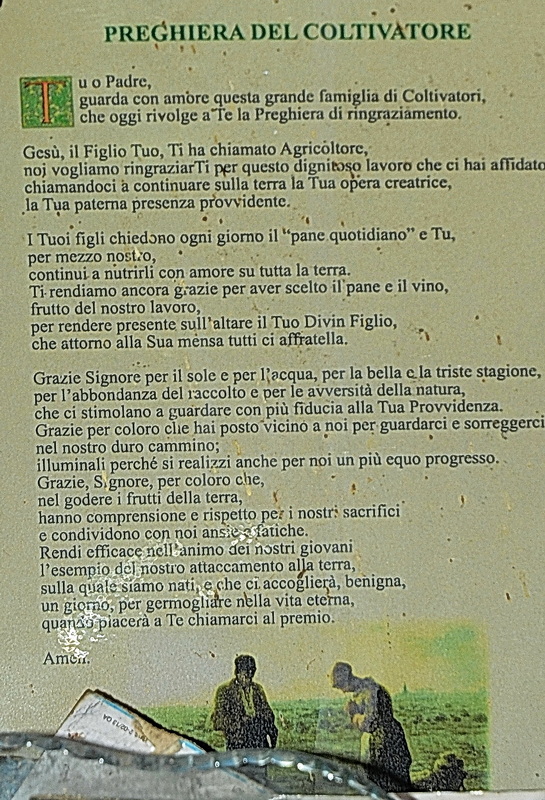 PREGHIERA DEL COLTIVATORE
Tu o Padre,
guarda con amore questa grande famiglia di Coltivatori,
che oggi rivolge a Te la Preghiera di ringraziamento.
Gesù, il Figlio Tuo, Ti ha chiamato Agricoltore,
noi vogliamo ringraziarTi per questo dignitoso lavoro che ci hai affidato
chiamandoci a continuare sulla terra la Tua opera creatrice,
la Tua paterna presenza provvidente.
I Tuoi figli chiedono ogni giorno il “pane quotidiano” e Tu,
per mezzo nostro,
continui a nutrirli con amore su tutta la terra.
Ti rendiamo ancora grazie per aver scelto il pane e il vino,
frutto del nostro lavoro,
per rendere presente sull'altare il Tuo Divin Figlio,
che attorno alla Sua mensa tutti ci affratella.
Grazie Signore per il sole e per l'acqua, per la bella e la triste stagione,
per l'abbondanza del raccolto e per le avversità della natura,
che ci stimolano a guardare con più fiducia alla Tua Provvidenza.
Grazie per coloro che hai posto vicino a noi per guardarci e sorreggerci
nel nostro duro cammino;
illuminali perché si realizzi anche per noi un più equo progresso.
Grazie, Signore, per coloro che,
nel godere i frutti della terra,
hanno comprensione e rispetto per i nostri sacrifici
e condividono con noi ansie e fatiche.
Rendi efficace nell'animo dei nostri giovani
l'esempio del nostro attaccamento alla terra,
sulla quale siamo nati, e che ci accoglierà, benigna,
un giorno, per germogliare nella vita eterna,
quando piacerà a Te chiamarci al premio.
Amen.